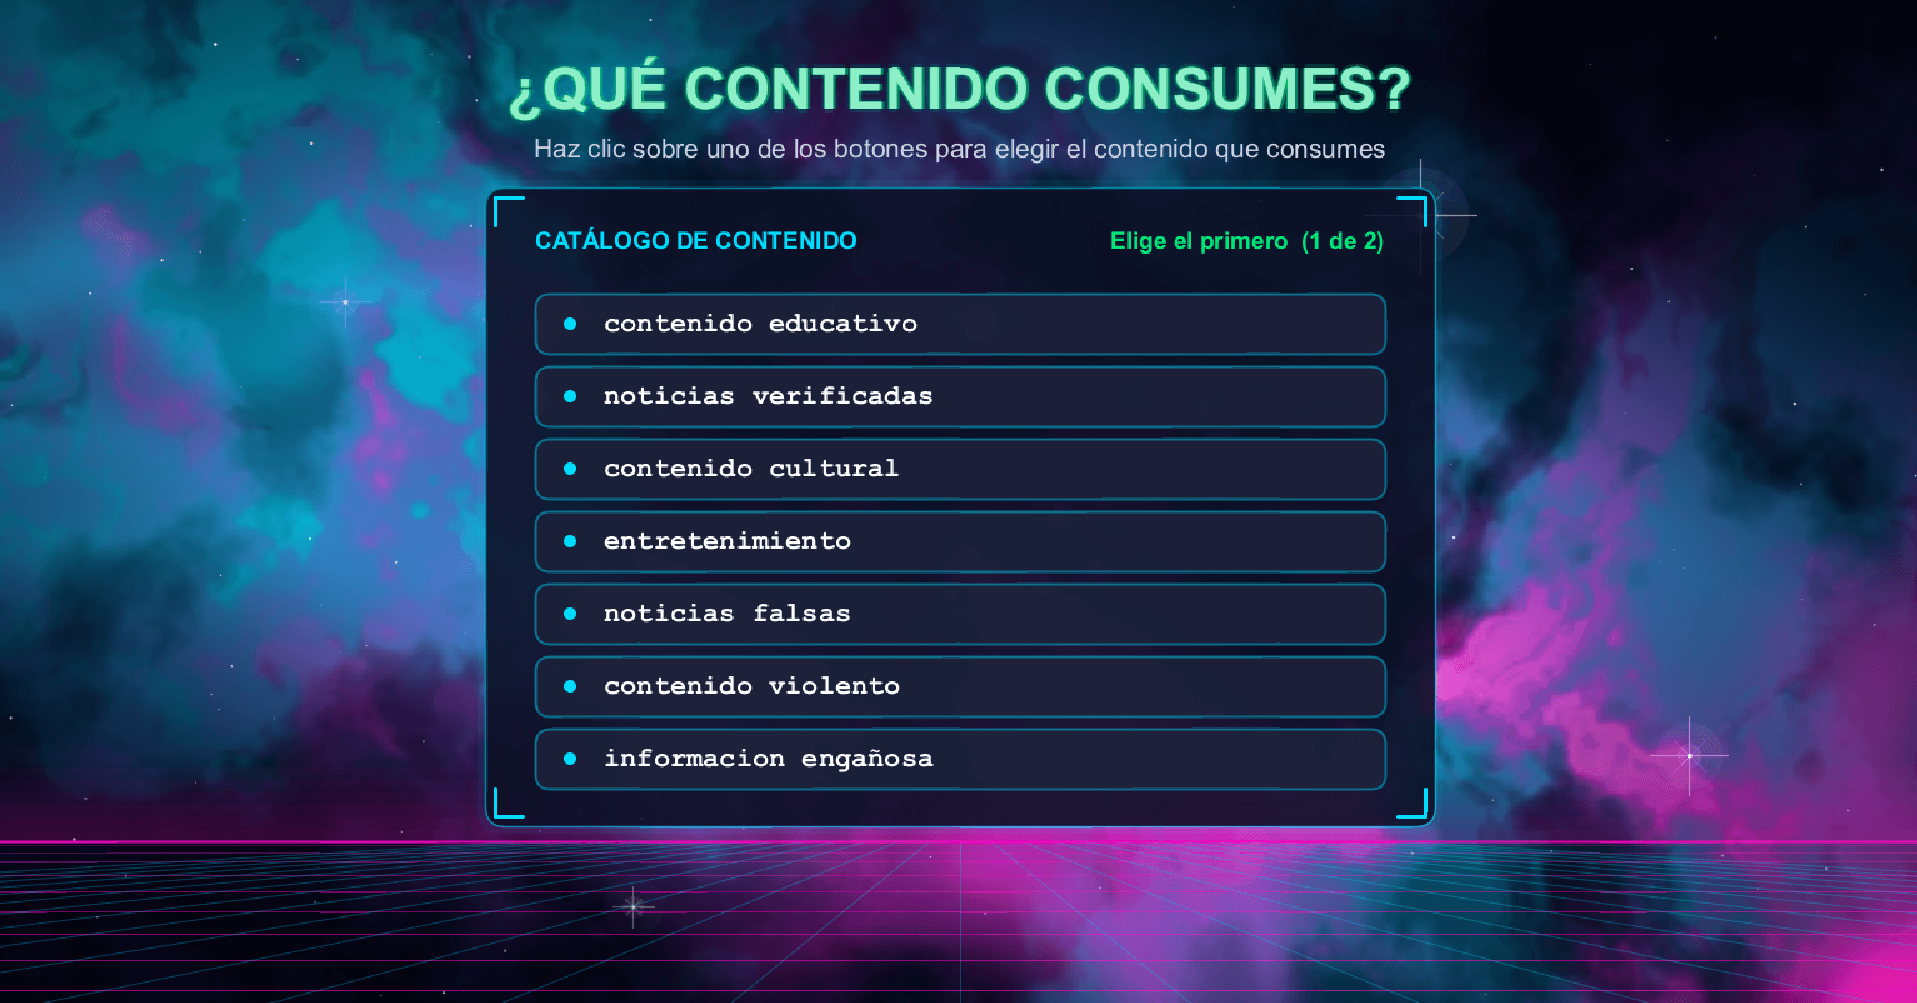 ¿QUÉ CONTENIDO CONSUMES?
Haz clic sobre uno de los botones para elegir el contenido que consumes
CATÁLOGO DE CONTENIDO
Elige el primero (1 de 2)
contenido educativo
noticias verificadas
contenido cultural
entretenimiento
noticias falsas
contenido violento
informacion engañosa